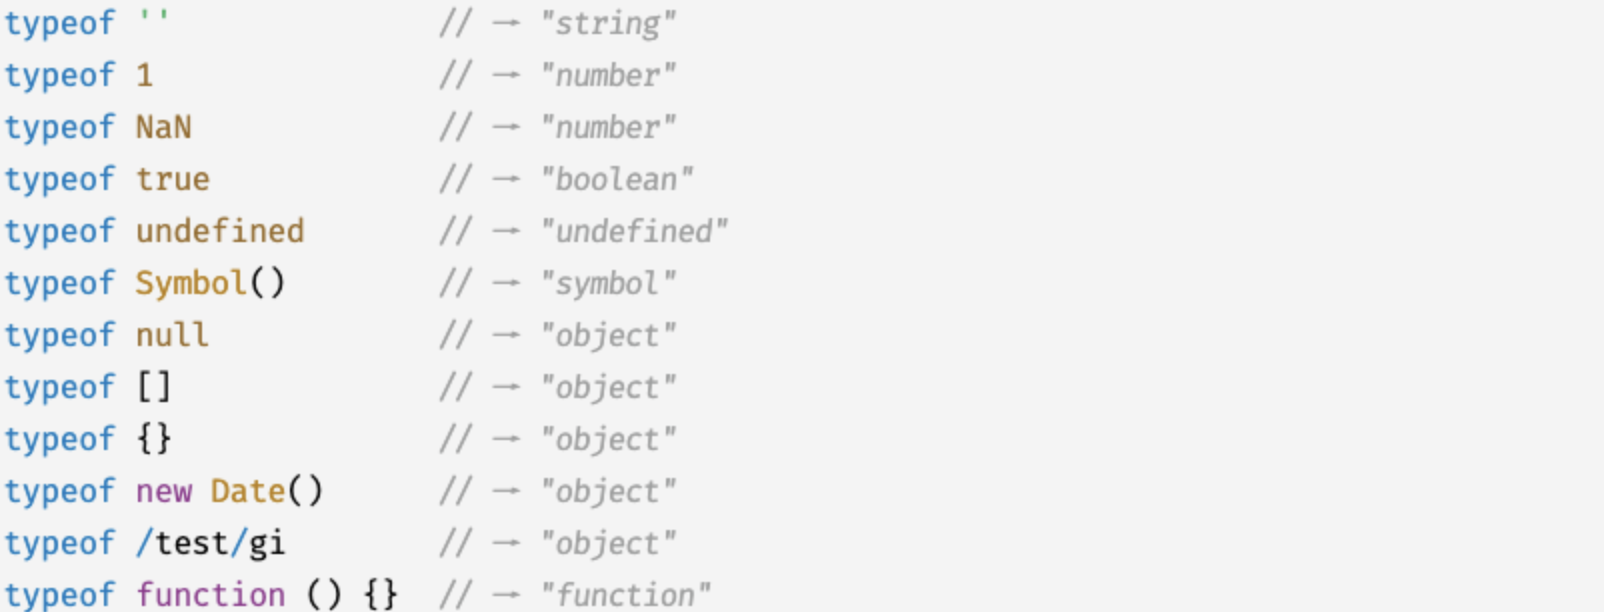 typeof ''              // → "string"
typeof 1               // → "number"
typeof NaN             // → "number"
typeof true            // → "boolean"
typeof undefined       // → "undefined"
typeof Symbol()        // → "symbol"
typeof null            // → "object"
typeof []              // → "object"
typeof {}              // → "object"
typeof new Date()      // → "object"
typeof /test/gi        // → "object"
typeof function () {}  // → "function"